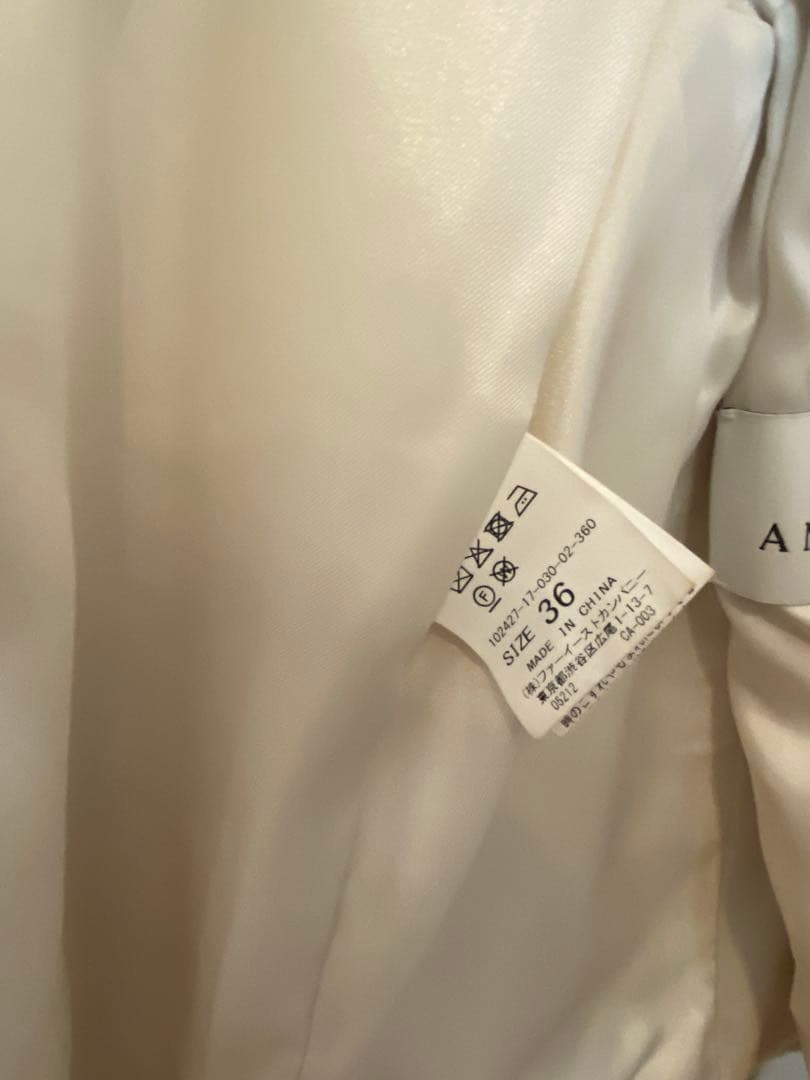 102427-17-030-02-360
SIZE 36
MADE IN CHINA
(株)ファーイーストカンパニー
東京都渋谷区広尾1-13-7
05212 CA-003
A